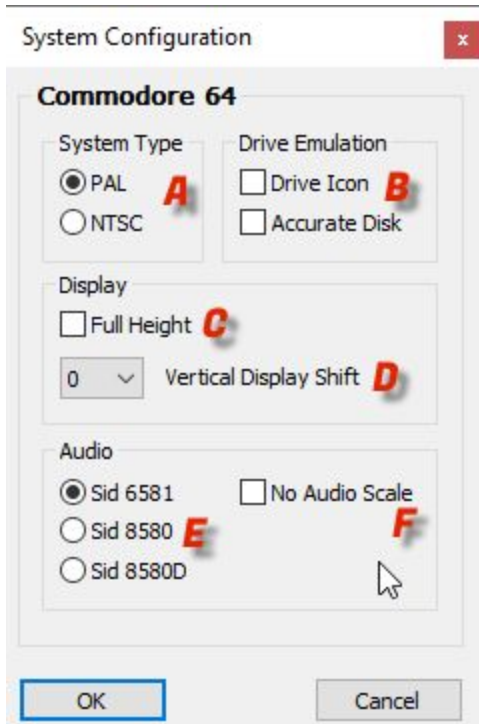 System Configuration x
Commodore 64
System Type Drive Emulation
PAL A Drive Icon B
NTSC Accurate Disk
Display
Full Height C
0 Vertical Display Shift D
Audio
Sid 6581 No Audio Scale
Sid 8580 E F
Sid 8580D
OK Cancel